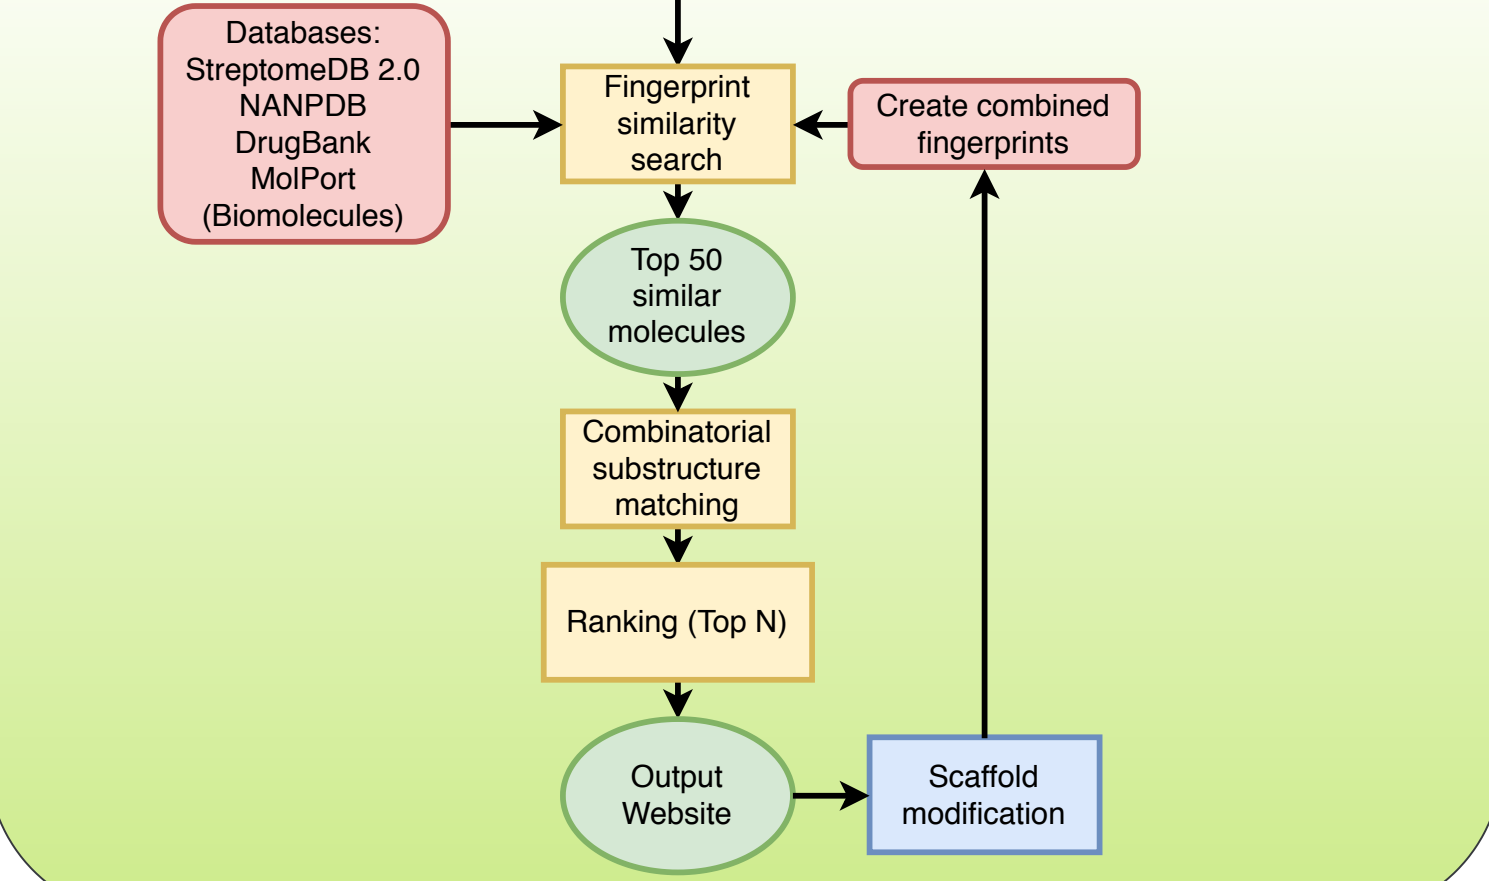 Databases:
StreptomeDB 2.0
NANPDB
DrugBank
MolPort
(Biomolecules)
Fingerprint
similarity
search
Create combined
fingerprints
Top 50
similar
molecules
Combinatorial
substructure
matching
Ranking (Top N)
Output
Website
Scaffold
modification